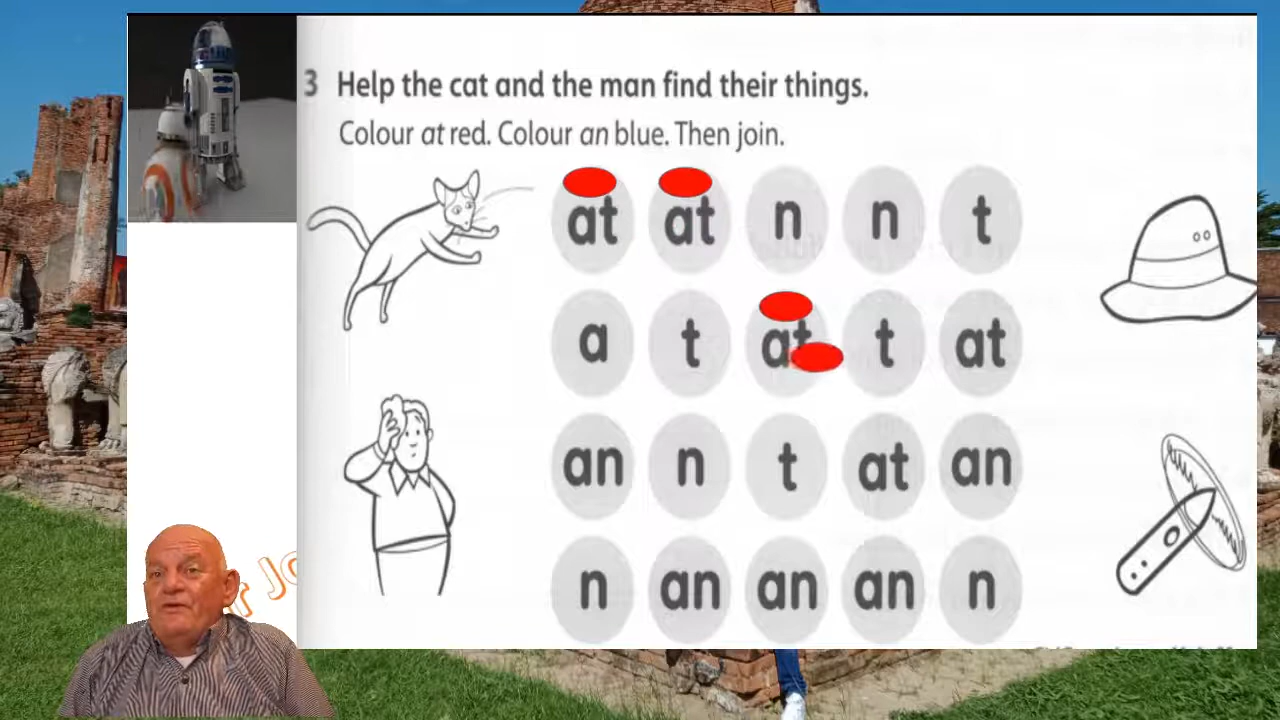 3 Help the cat and the man find their things.
Colour at red. Colour an blue. Then join.
at at n n t
a t at t at
an n t at an
n an an an n